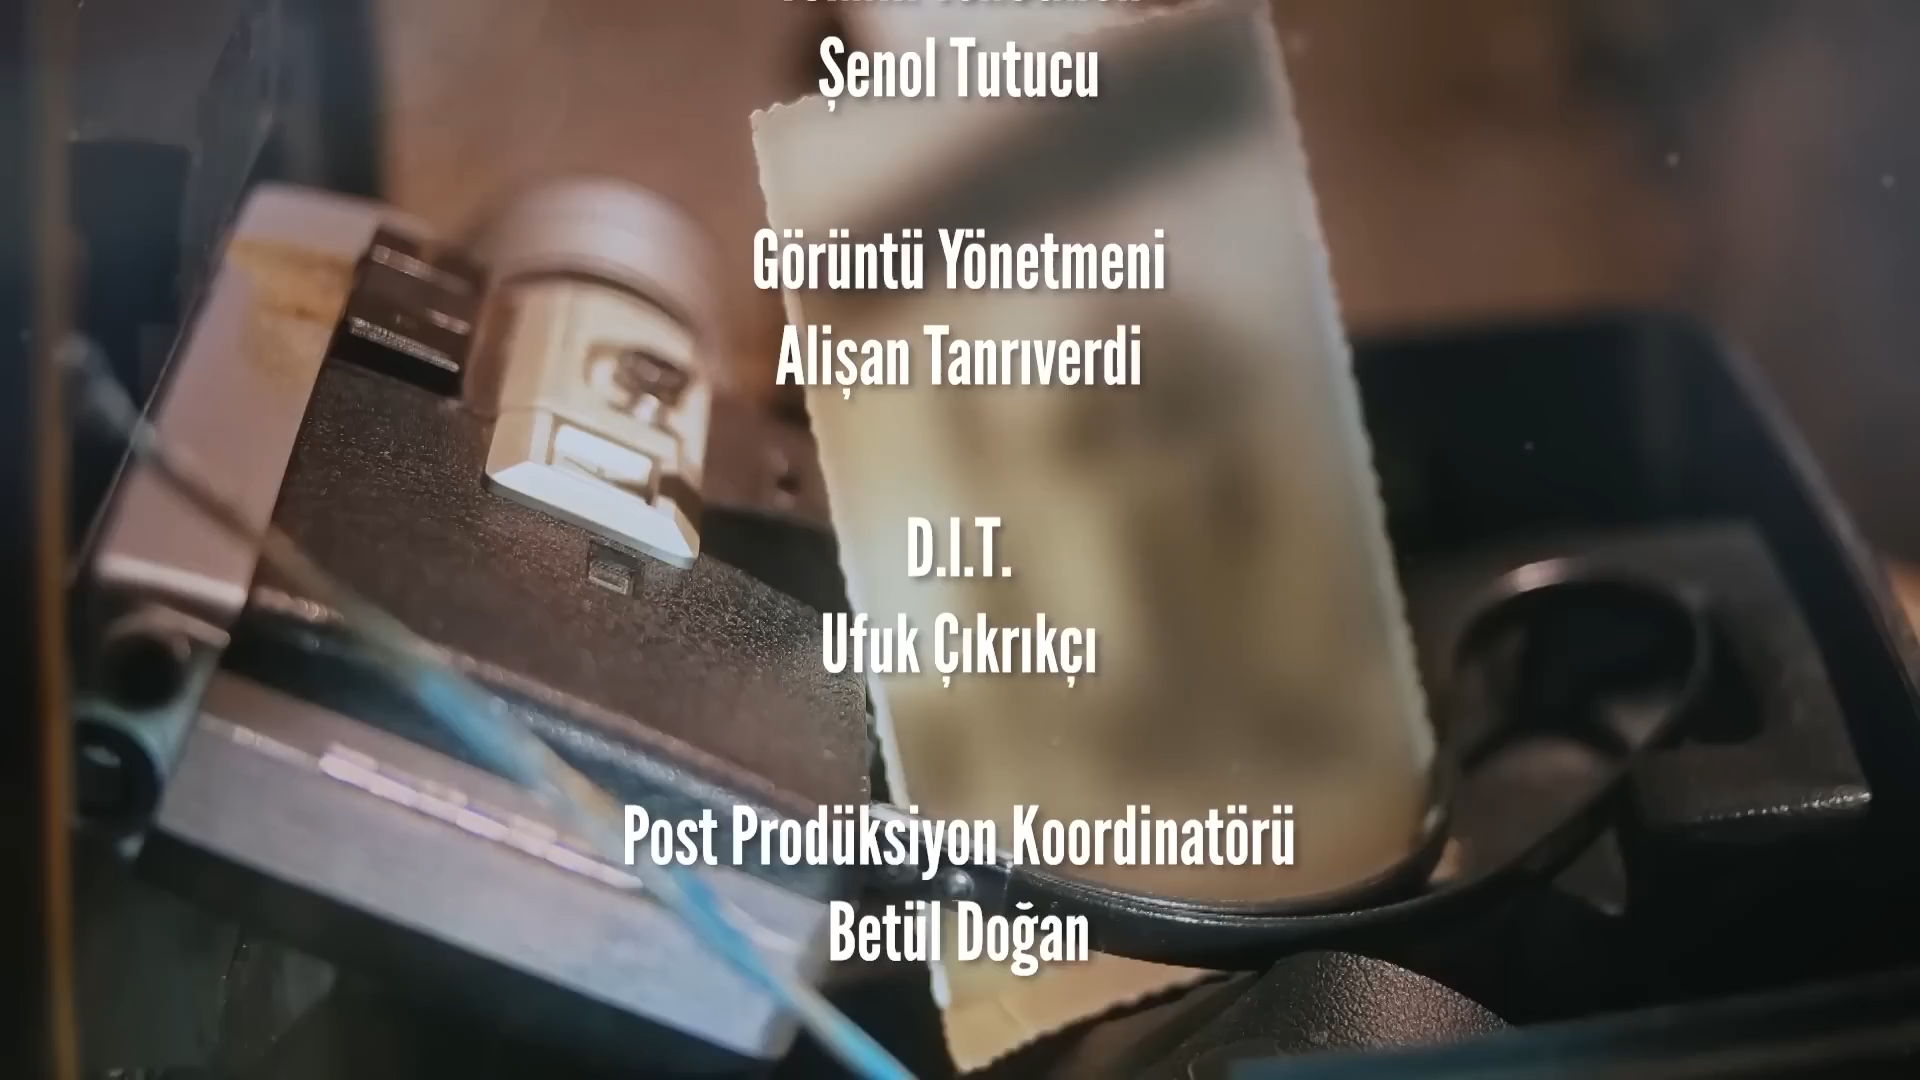 Şenol Tutucu
Görüntü Yönetmeni
Alişan Tanrıverdi
D.I.T.
Ufuk Çıkrıkçı
Post Prodüksiyon Koordinatörü
Betül Doğan